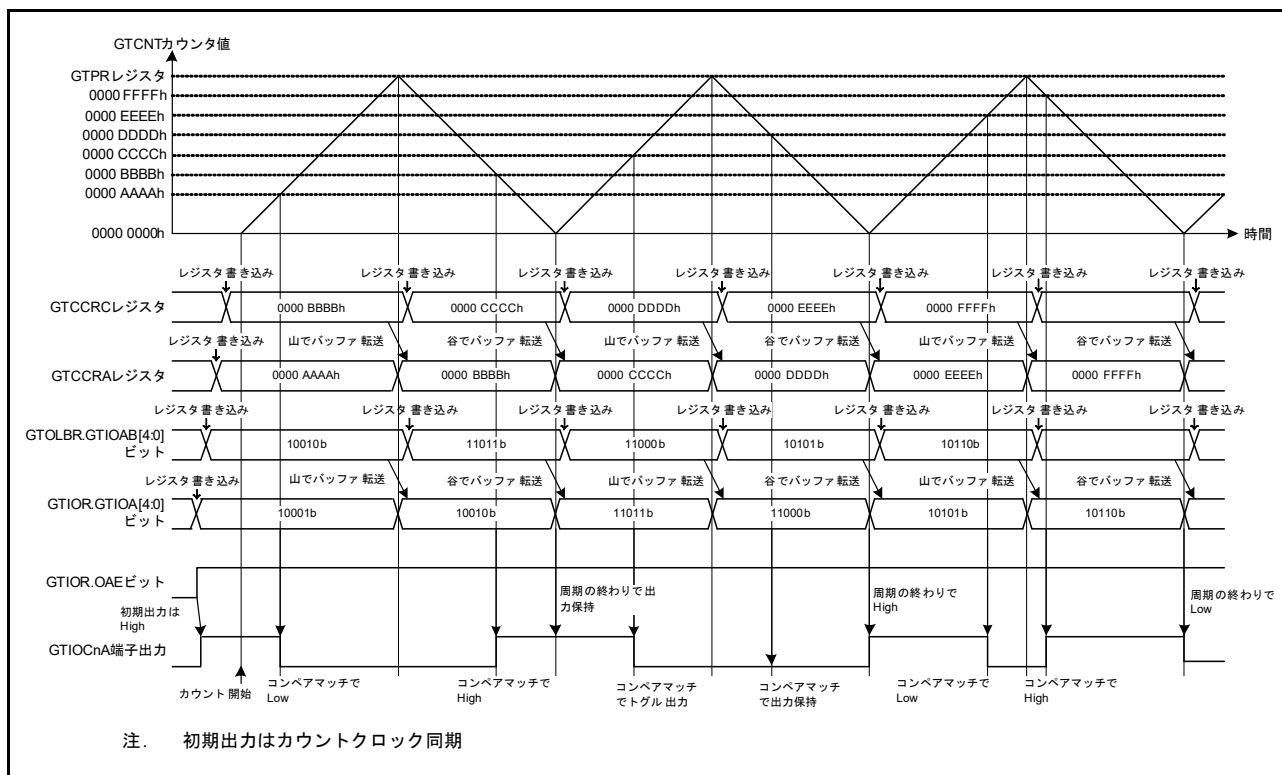 GTCNTカウンタ値
GTPRレジスタ
0000 FFFFh
0000 EEEEh
0000 DDDDh
0000 CCCCh
0000 BBBBh
0000 AAAAh
0000 0000h
時間
レジスタ書き込み レジスタ書き込み レジスタ書き込み レジスタ書き込み レジスタ書き込み レジスタ書き込み レジスタ書き込み
GTCCRCレジスタ
0000 BBBBh 0000 CCCCh 0000 DDDDh 0000 EEEEh 0000 FFFFh
レジスタ書き込み 山でバッファ転送 谷でバッファ転送 山でバッファ転送 谷でバッファ転送 山でバッファ転送 谷でバッファ転送
GTCCRAレジスタ
0000 AAAAh 0000 BBBBh 0000 CCCCh 0000 DDDDh 0000 EEEEh 0000 FFFFh
レジスタ書き込み レジスタ書き込み レジスタ書き込み レジスタ書き込み レジスタ書き込み レジスタ書き込み レジスタ書き込み
GTOLBR.GTIOAB[4:0]
ビット
10010b 11011b 11000b 10101b 10110b
レジスタ書き込み 山でバッファ転送 谷でバッファ転送 山でバッファ転送 谷でバッファ転送 山でバッファ転送 谷でバッファ転送
GTIOR.GTIOA[4:0]
ビット
10001b 10010b 11011b 11000b 10101b 10110b
GTIOR.OAEビット
初期出力は
High
周期の終わりで出
力保持
周期の終わりで
High
周期の終わりで
Low
GTIOCnA端子出力
カウント開始
コンペアマッチで
Low
コンペアマッチで
High
コンペアマッチ
でトグル出力
コンペアマッチ
で出力保持
コンペアマッチで
Low
コンペアマッチで
High
注. 初期出力はカウントクロック同期